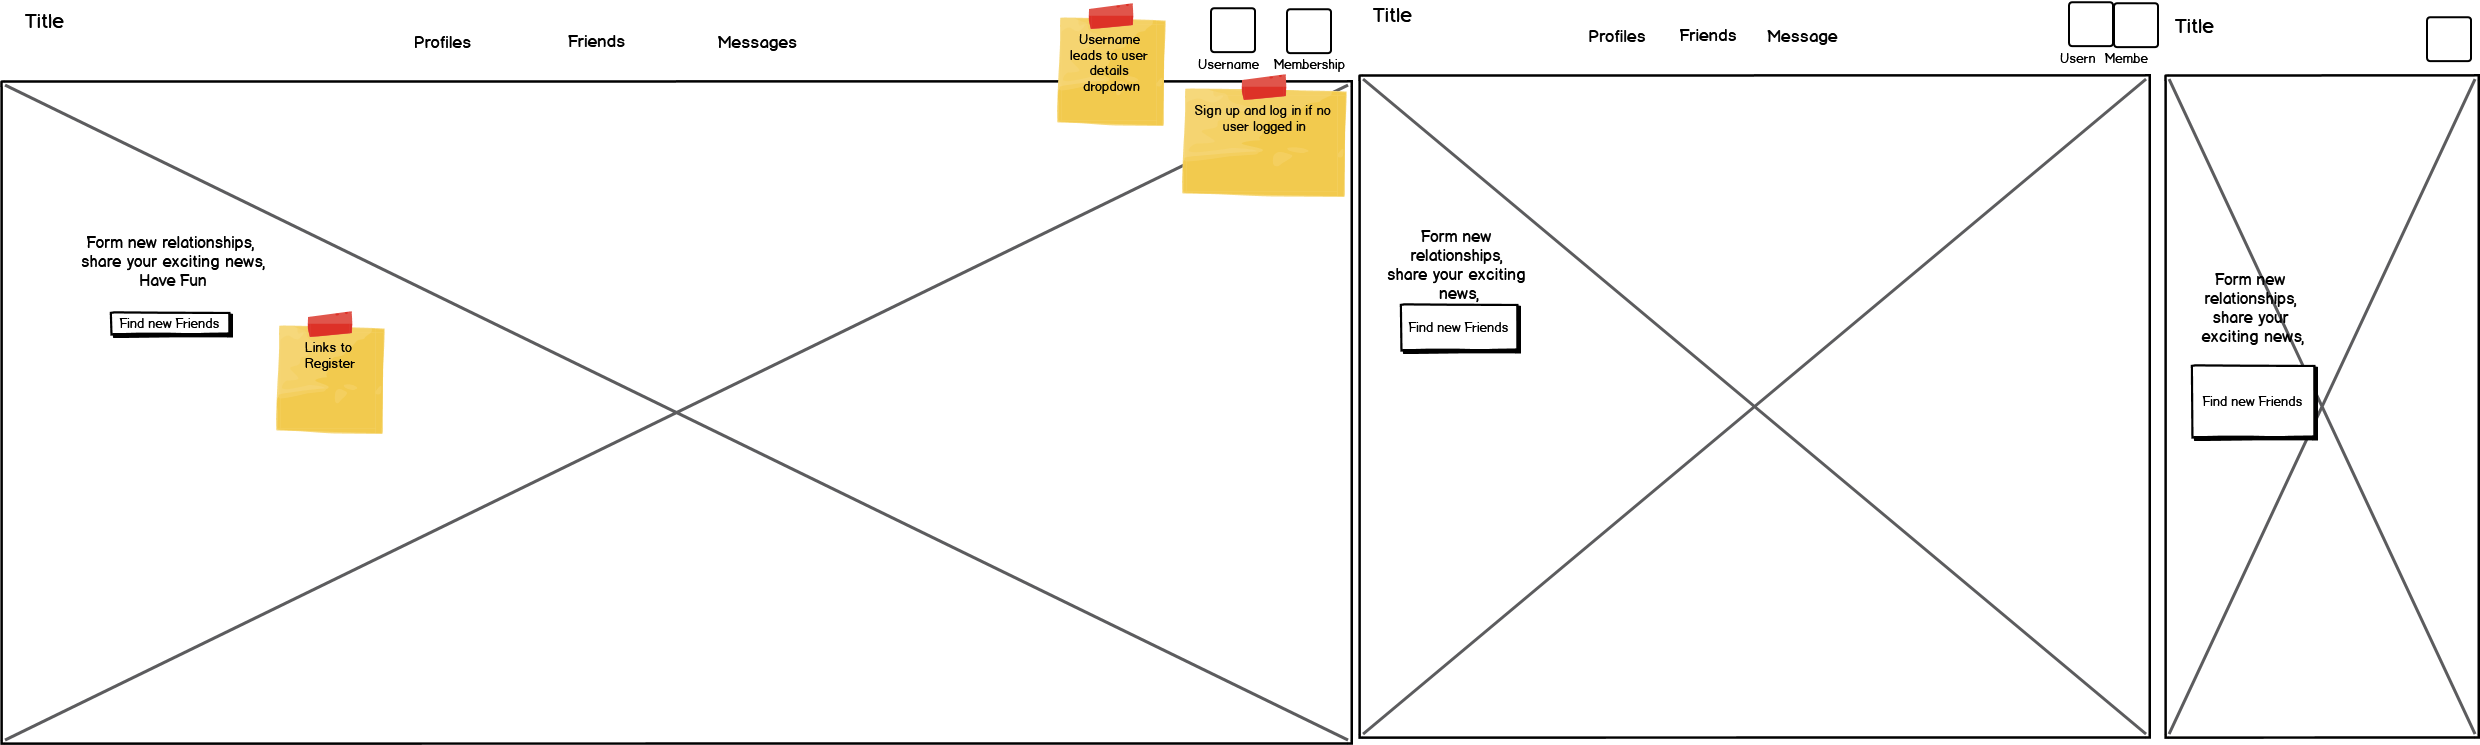 Title
Profiles
Friends
Messages
Username
leads to user
details
dropdown
Username
Membership
Sign up and log in if no
user logged in
Form new relationships,
share your exciting news,
Have Fun
Find new Friends
Links to
Register
Title
Profiles
Friends
Message
Usern
Membe
Form new
relationships,
share your exciting
news,
Find new Friends
Title
Form new
relationships,
share your
exciting news,
Find new Friends